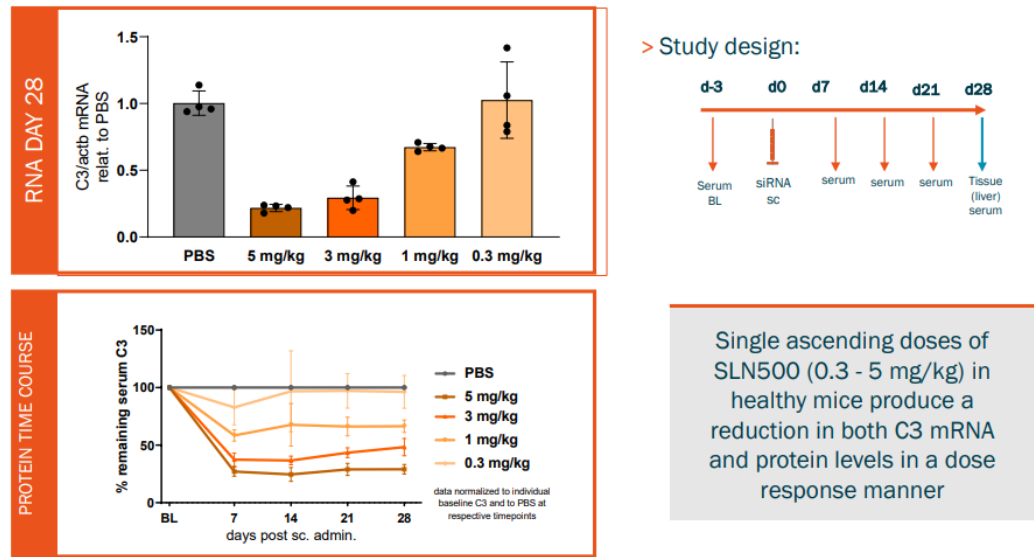 RNA DAY 28
C3/actb mRNA
relat. to PBS
1.5
1.0
0.5
0.0
PBS
5 mg/kg
3 mg/kg
1 mg/kg
0.3 mg/kg
> Study design:
d-3
d0
d7
d14
d21
d28
Serum
BL
siRNA
sc
serum
serum
serum
Tissue
(liver)
serum
PROTEIN TIME COURSE
% remaining serum C3
150
100
50
0
BL
7
14
21
28
days post sc. admin.
PBS
5 mg/kg
3 mg/kg
1 mg/kg
0.3 mg/kg
data normalized to individual
baseline C3 and to PBS at
respective timepoints
Single ascending doses of
SLN500 (0.3 - 5 mg/kg) in
healthy mice produce a
reduction in both C3 mRNA
and protein levels in a dose
response manner